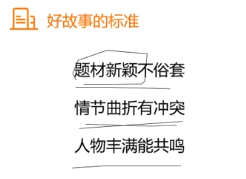 好故事的标准
题材新颖不俗套
情节曲折有冲突
人物丰满能共鸣